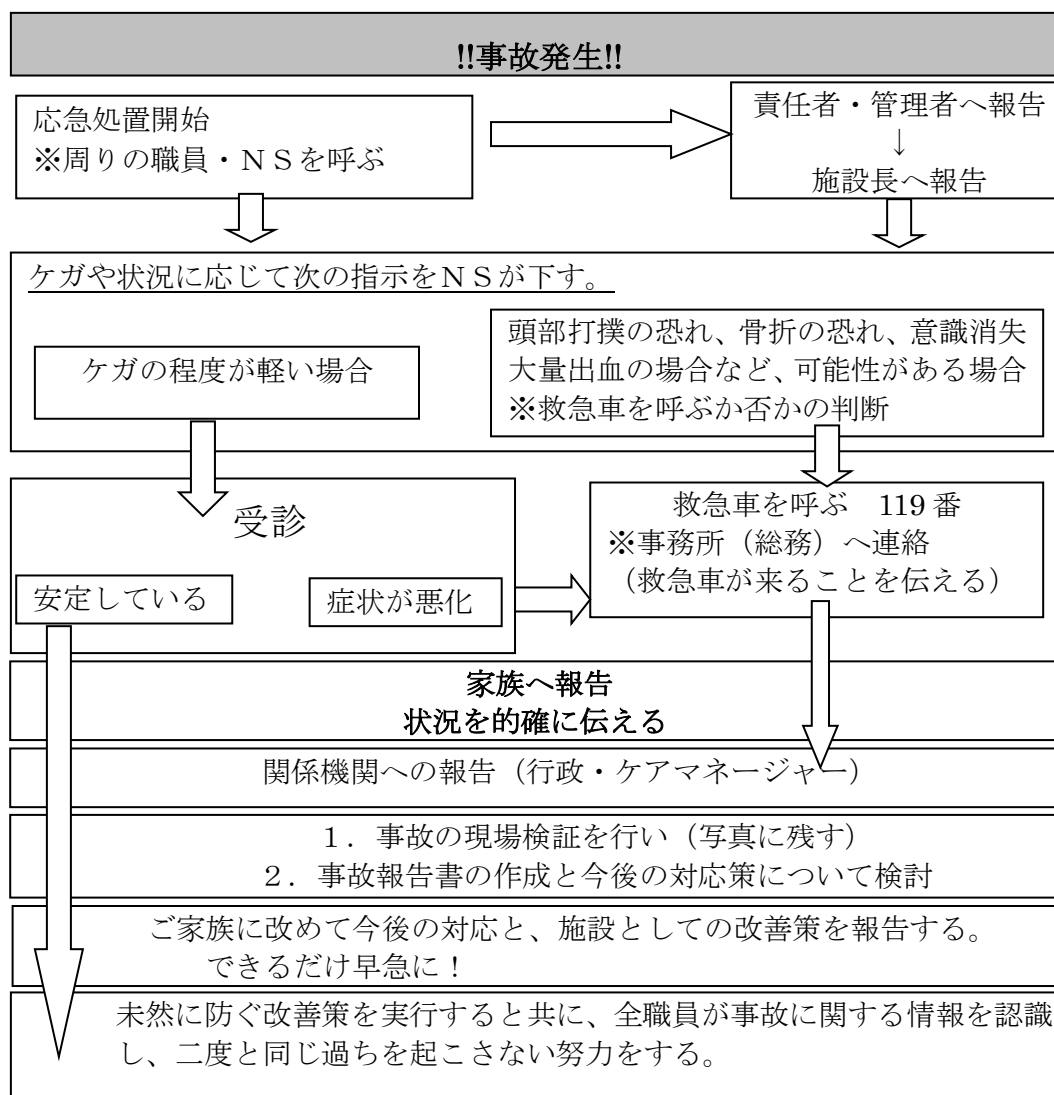 !!事故発生!!
応急処置開始
※周りの職員・ＮＳを呼ぶ
責任者・管理者へ報告
↓
施設長へ報告
ケガや状況に応じて次の指示をＮＳが下す。
ケガの程度が軽い場合
頭部打撲の恐れ、骨折の恐れ、意識消失
大量出血の場合など、可能性がある場合
※救急車を呼ぶか否かの判断
受診
安定している
症状が悪化
救急車を呼ぶ　119 番
※事務所（総務）へ連絡
（救急車が来ることを伝える）
家族へ報告
状況を的確に伝える
関係機関への報告（行政・ケアマネージャー）
１．事故の現場検証を行い（写真に残す）
２．事故報告書の作成と今後の対応策について検討
ご家族に改めて今後の対応と、施設としての改善策を報告する。
できるだけ早急に！
未然に防ぐ改善策を実行すると共に、全職員が事故に関する情報を認識
し、二度と同じ過ちを起こさない努力をする。